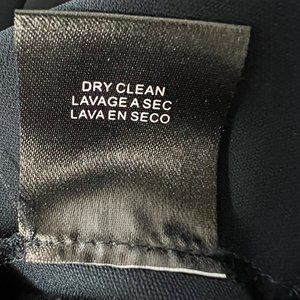 DRY CLEAN
LAVAGE A SEC
LAVA EN SECO